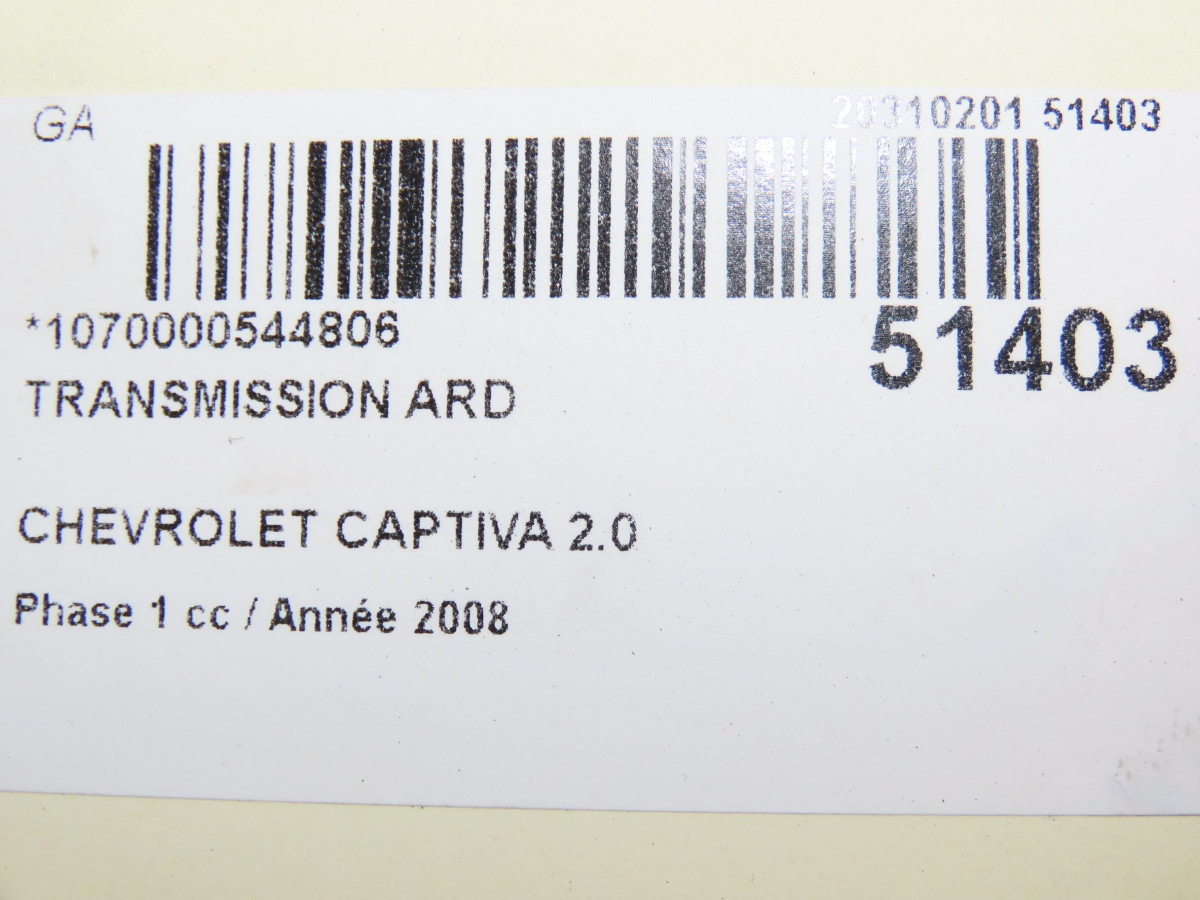 GA
20310201 51403
*1070000544806
51403
TRANSMISSION ARD
CHEVROLET CAPTIVA 2.0
Phase 1 cc / Année 2008